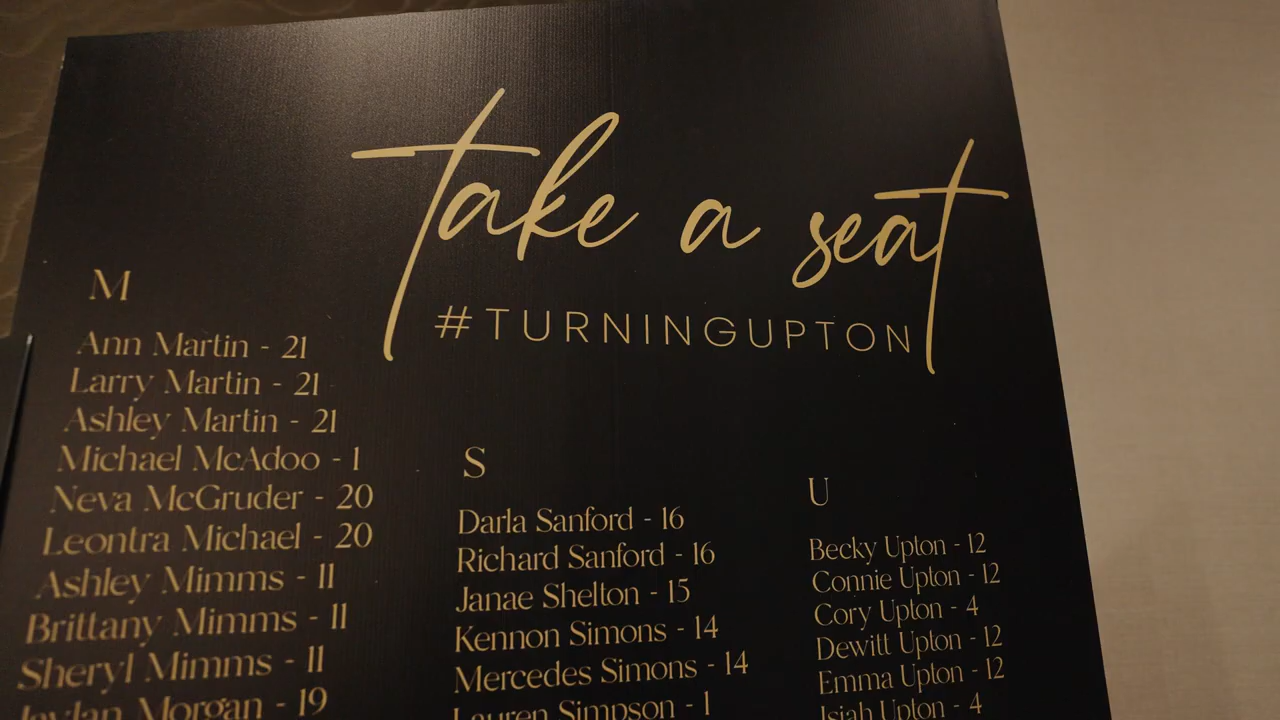 take a seat
#TURNINGUPTON
M
Ann Martin - 21
Larry Martin - 21
Ashley Martin - 21
Michael McAdoo - 1
Neva McGruder - 20
Leontra Michael - 20
Ashley Mimms - 11
Brittany Mimms - 11
Sheryl Mimms - 11
Jaylan Morgan - 19
S
Darla Sanford - 16
Richard Sanford - 16
Janae Shelton - 15
Kennon Simons - 14
Mercedes Simons - 14
Lauren Simpson - 1
U
Becky Upton - 12
Connie Upton - 12
Cory Upton - 4
Dewitt Upton - 12
Emma Upton - 12
Isiah Upton - 4